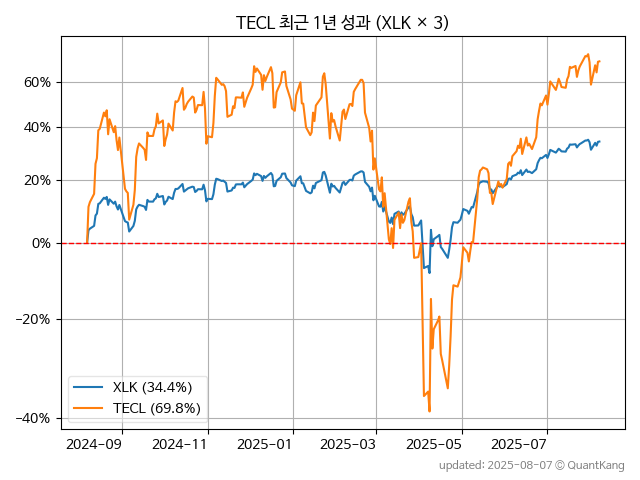 TECL 최근 1년 성과 (XLK × 3)
60%
40%
20%
0%
−20%
−40%
XLK (34.4%)
TECL (69.8%)
2024-09 2024-11 2025-01 2025-03 2025-05 2025-07
updated: 2025-08-07 © QuantKang